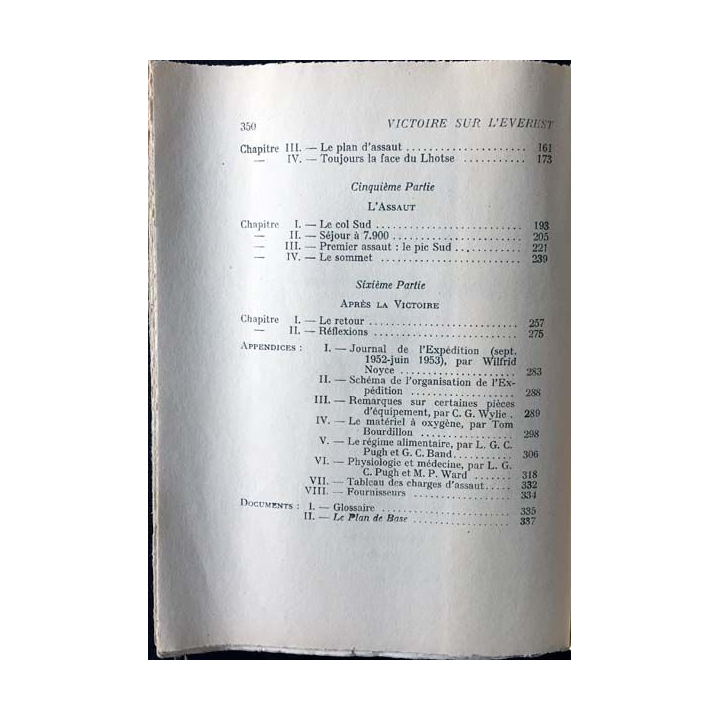 350 VICTOIRE SUR L'EVEREST
Chapitre III. — Le plan d'assaut ...................... 161
— IV. — Toujours la face du Lhotse ........... 173
Cinquième Partie
L'Assaut
Chapitre I. — Le col Sud ........................... 193
— II. — Séjour à 7.900 ........................ 205
— III. — Premier assaut : le pic Sud ............. 221
— IV. — Le sommet ........................... 239
Sixième Partie
Après la Victoire
Chapitre I. — Le retour ............................ 257
— II. — Réflexions ........................... 275
Appendices : I. — Journal de l'Expédition (sept.
1952-juin 1953), par Wilfrid
Noyce ..................... 283
II. — Schéma de l'organisation de l'Ex-
pédition ................... 288
III. — Remarques sur certaines pièces
d'équipement, par C. G. Wylie . 289
IV. — Le matériel à oxygène, par Tom
Bourdillon ................. 298
V. — Le régime alimentaire, par L. G. C.
Pugh et G. C. Band .......... 306
VI. — Physiologie et médecine, par L. G.
C. Pugh et M. P. Ward ....... 318
VII. — Tableau des charges d'assaut ..... 332
VIII. — Fournisseurs ................. 334
Documents : I. — Glossaire ...................... 335
II. — Le Plan de Base ................. 337